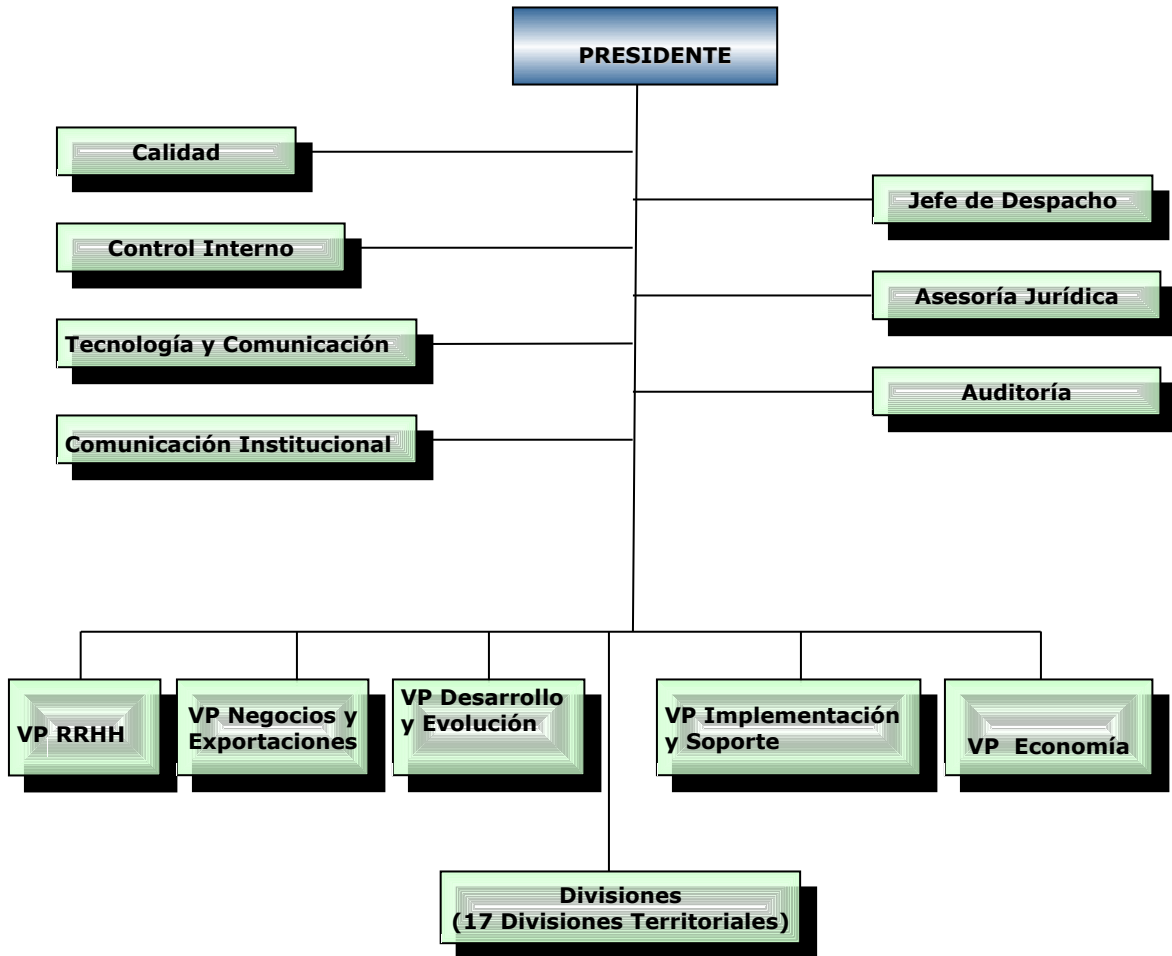 PRESIDENTE
Calidad
Jefe de Despacho
Control Interno
Asesoría Jurídica
Tecnología y Comunicación
Auditoría
Comunicación Institucional
VP RRHH
VP Negocios y
Exportaciones
VP Desarrollo
y Evolución
VP Implementación
y Soporte
VP Economía
Divisiones
(17 Divisiones Territoriales)